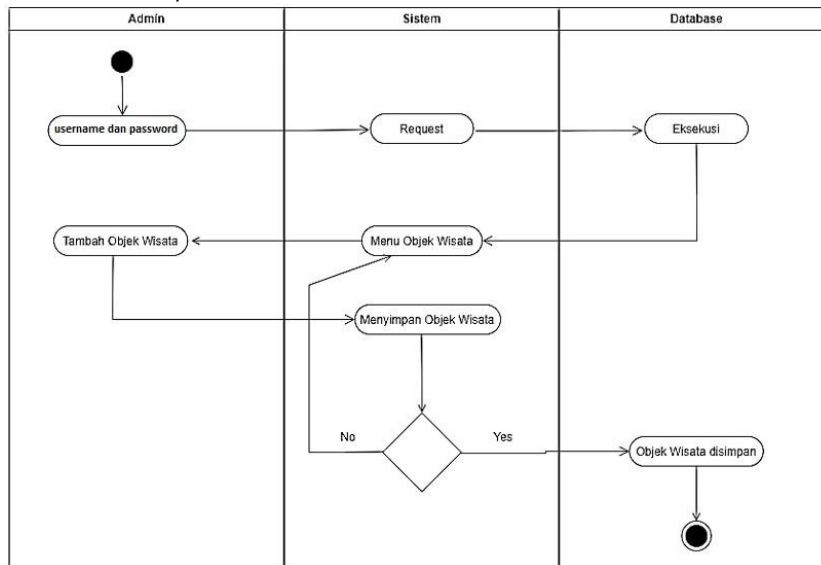 Admin
Sistem
Database
username dan password
Request
Eksekusi
Tambah Objek Wisata
Menu Objek Wisata
Menyimpan Objek Wisata
No
Yes
Objek Wisata disimpan